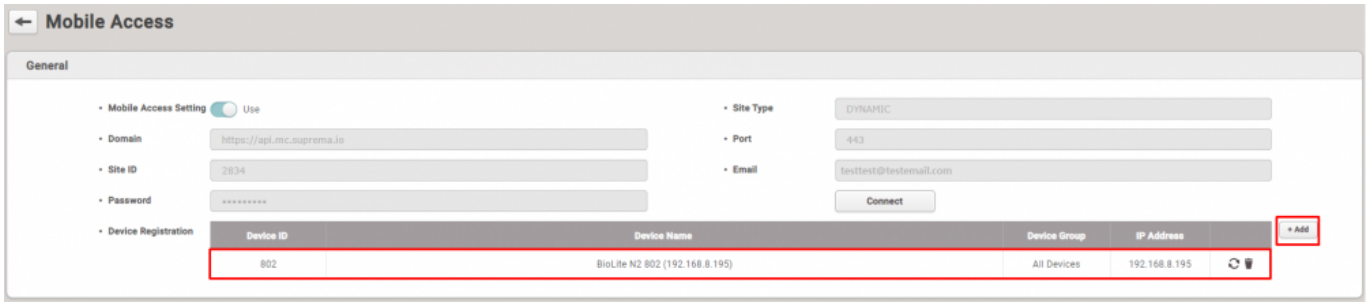 Mobile Access
General
• Mobile Access Setting Use • Site Type DYNAMIC
• Domain https://api.mc.suprema.io • Port 443
• Site ID 2834 • Email testtest@testemail.com
• Password ••••••••• Connect
• Device Registration Device ID Device Name Device Group IP Address + Add
802 BioLite N2 802 (192.168.8.195) All Devices 192.168.8.195